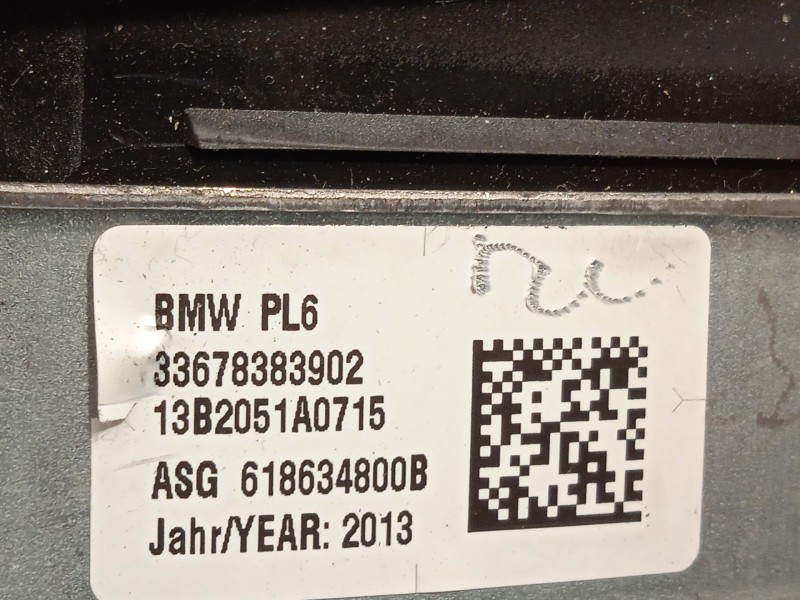 BMW PL6
33678383902
13B2051A0715
ASG 618634800B
Jahr/YEAR: 2013